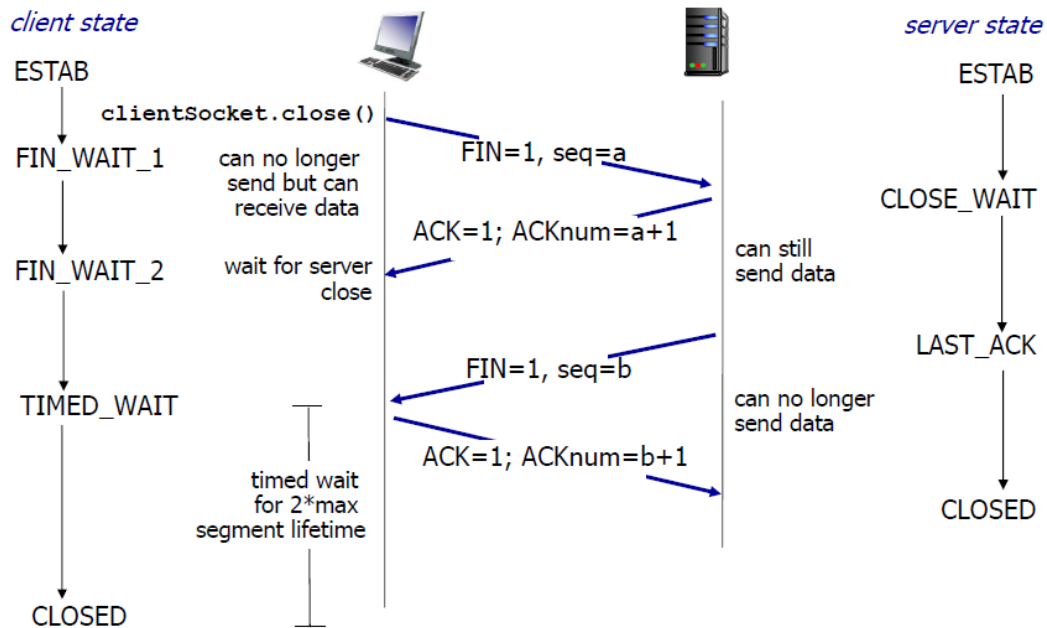 client state
server state
ESTAB
ESTAB
clientSocket.close()
FIN=1, seq=a
FIN_WAIT_1
can no longer
send but can
receive data
CLOSE_WAIT
ACK=1; ACKnum=a+1
can still
send data
FIN_WAIT_2
wait for server
close
LAST_ACK
FIN=1, seq=b
TIMED_WAIT
can no longer
send data
ACK=1; ACKnum=b+1
timed wait
for 2*max
segment lifetime
CLOSED
CLOSED